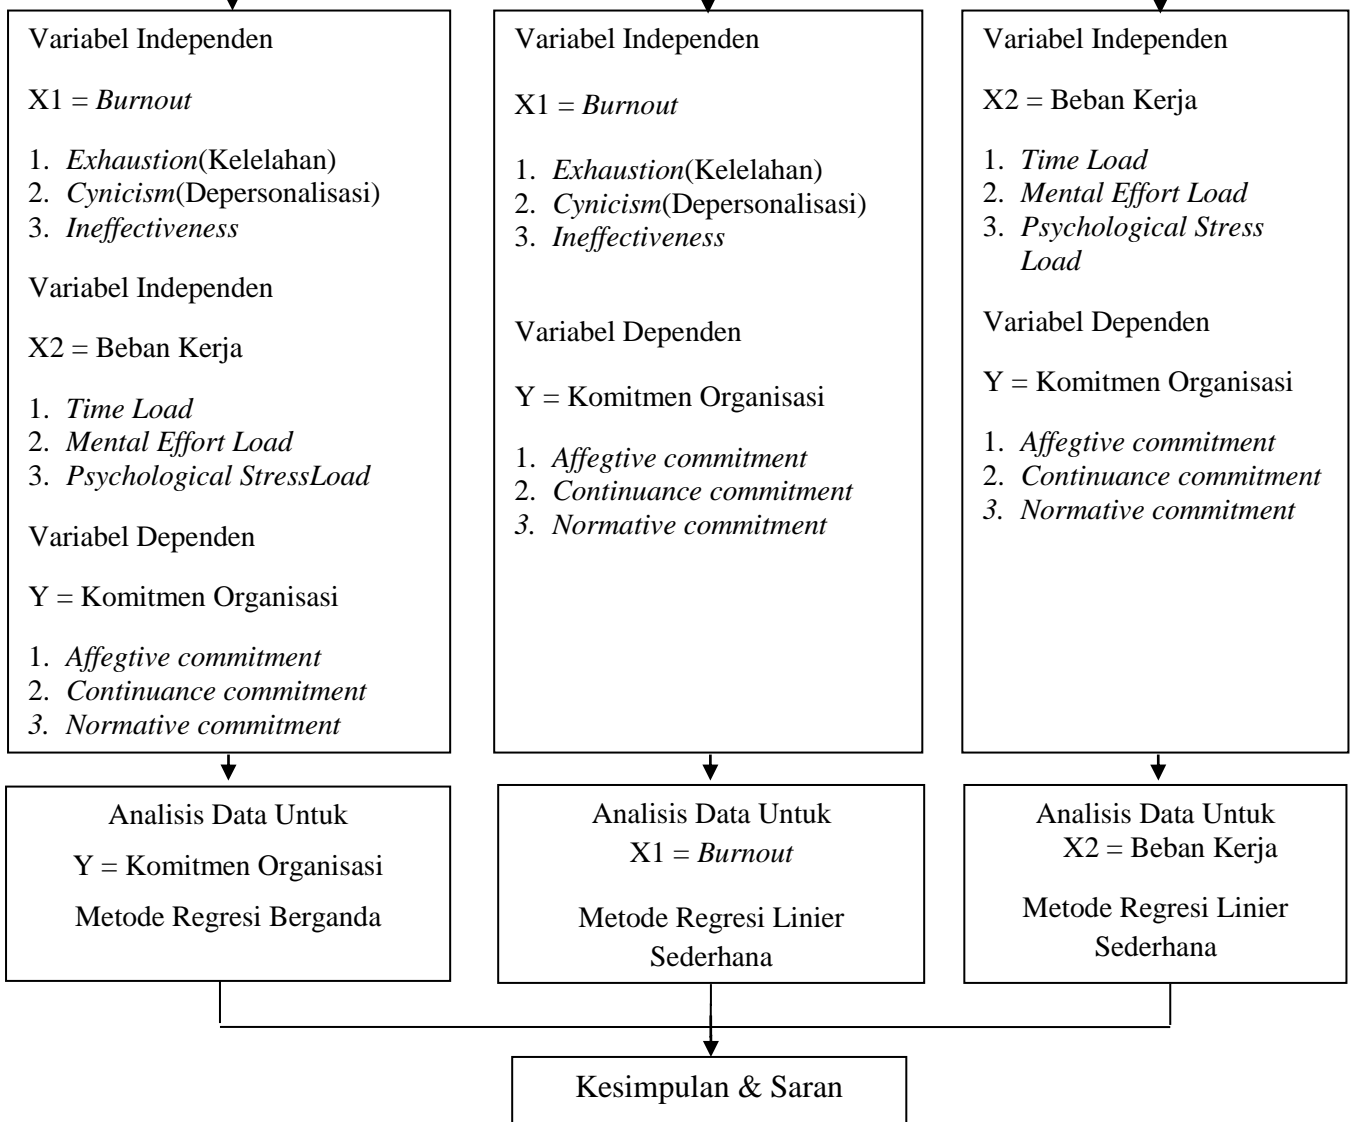 Variabel Independen
X1 = Burnout
1. Exhaustion(Kelelahan)
2. Cynicism(Depersonalisasi)
3. Ineffectiveness
Variabel Independen
X2 = Beban Kerja
1. Time Load
2. Mental Effort Load
3. Psychological StressLoad
Variabel Dependen
Y = Komitmen Organisasi
1. Affegtive commitment
2. Continuance commitment
3. Normative commitment
Variabel Independen
X1 = Burnout
1. Exhaustion(Kelelahan)
2. Cynicism(Depersonalisasi)
3. Ineffectiveness
Variabel Dependen
Y = Komitmen Organisasi
1. Affegtive commitment
2. Continuance commitment
3. Normative commitment
Variabel Independen
X2 = Beban Kerja
1. Time Load
2. Mental Effort Load
3. Psychological Stress
Load
Variabel Dependen
Y = Komitmen Organisasi
1. Affegtive commitment
2. Continuance commitment
3. Normative commitment
Analisis Data Untuk
Y = Komitmen Organisasi
Metode Regresi Berganda
Analisis Data Untuk
X1 = Burnout
Metode Regresi Linier
Sederhana
Analisis Data Untuk
X2 = Beban Kerja
Metode Regresi Linier
Sederhana
Kesimpulan & Saran